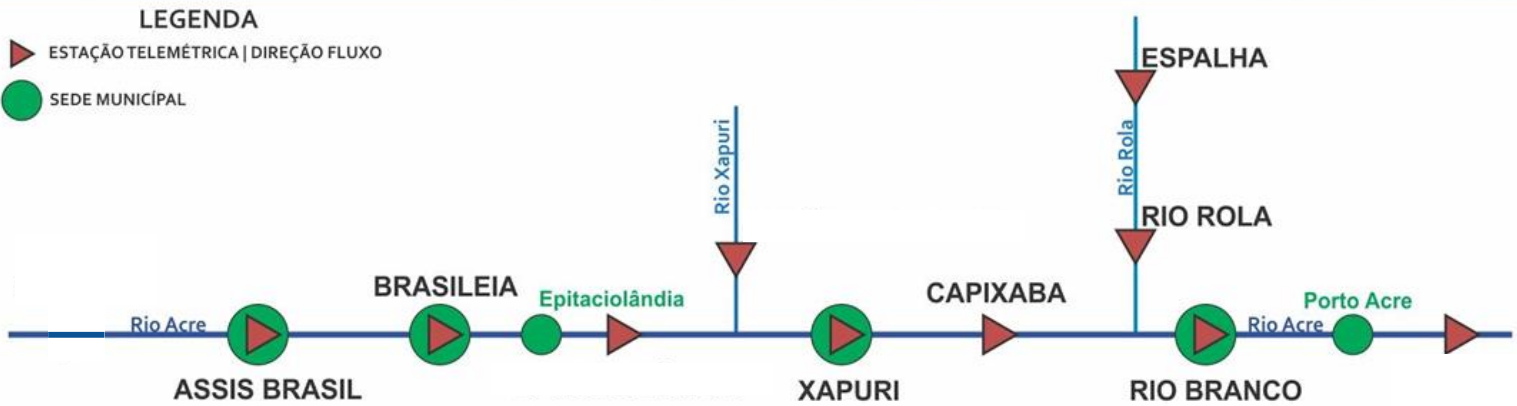 LEGENDA
ESTAÇÃO TELEMÉTRICA | DIREÇÃO FLUXO
SEDE MUNICÍPAL
ESPALHA
Rio Xapuri
Rio Rola
RIO ROLA
BRASILEIA
Epitaciolândia
CAPIXABA
Porto Acre
Rio Acre
Rio Acre
ASSIS BRASIL
XAPURI
RIO BRANCO